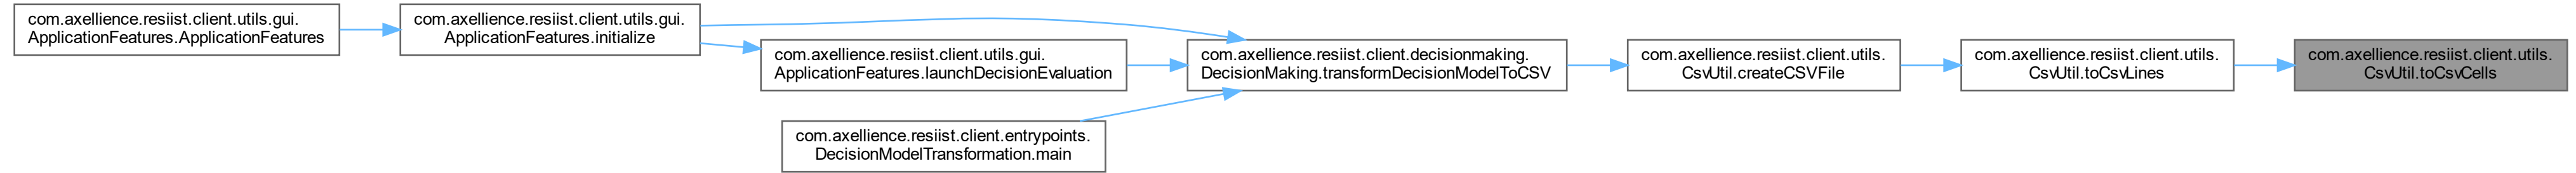 com.axellience.resiist.client.utils.gui.
ApplicationFeatures.ApplicationFeatures
com.axellience.resiist.client.utils.gui.
ApplicationFeatures.initialize
com.axellience.resiist.client.utils.gui.
ApplicationFeatures.launchDecisionEvaluation
com.axellience.resiist.client.entrypoints.
DecisionModelTransformation.main
com.axellience.resiist.client.decisionmaking.
DecisionMaking.transformDecisionModelToCSV
com.axellience.resiist.client.utils.
CsvUtil.createCSVFile
com.axellience.resiist.client.utils.
CsvUtil.toCsvLines
com.axellience.resiist.client.utils.
CsvUtil.toCsvCells